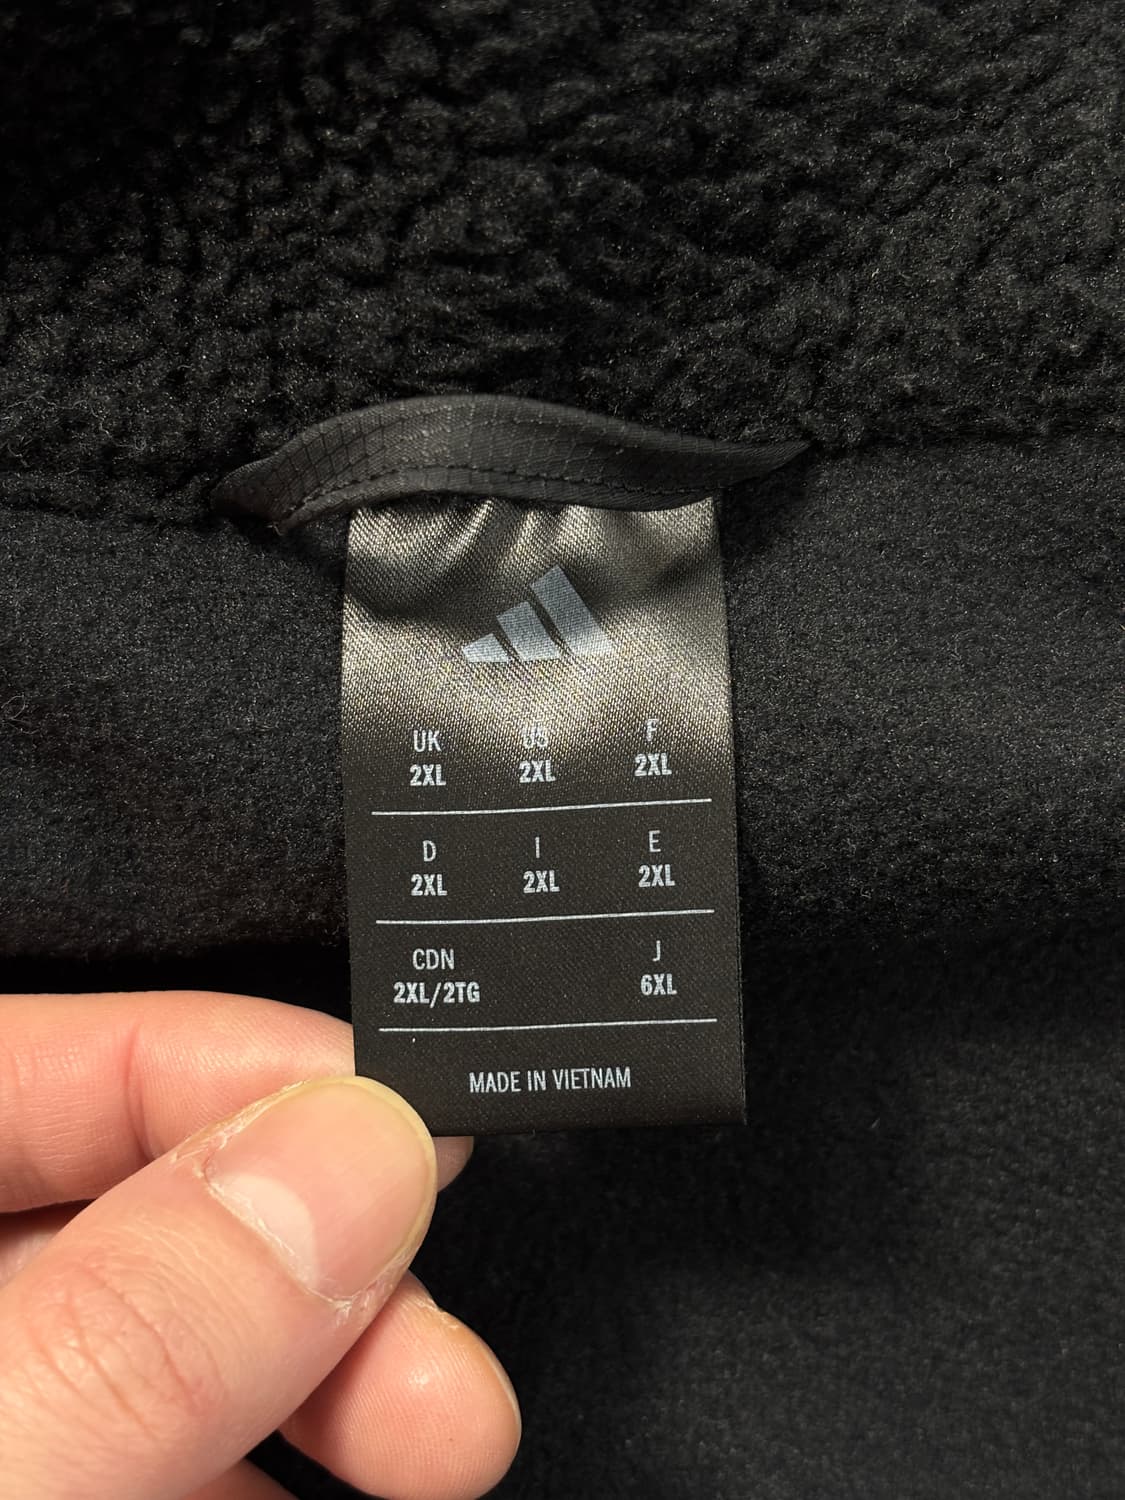 UK US F
2XL 2XL 2XL
D I E
2XL 2XL 2XL
CDN J
2XL/2TG 6XL
MADE IN VIETNAM